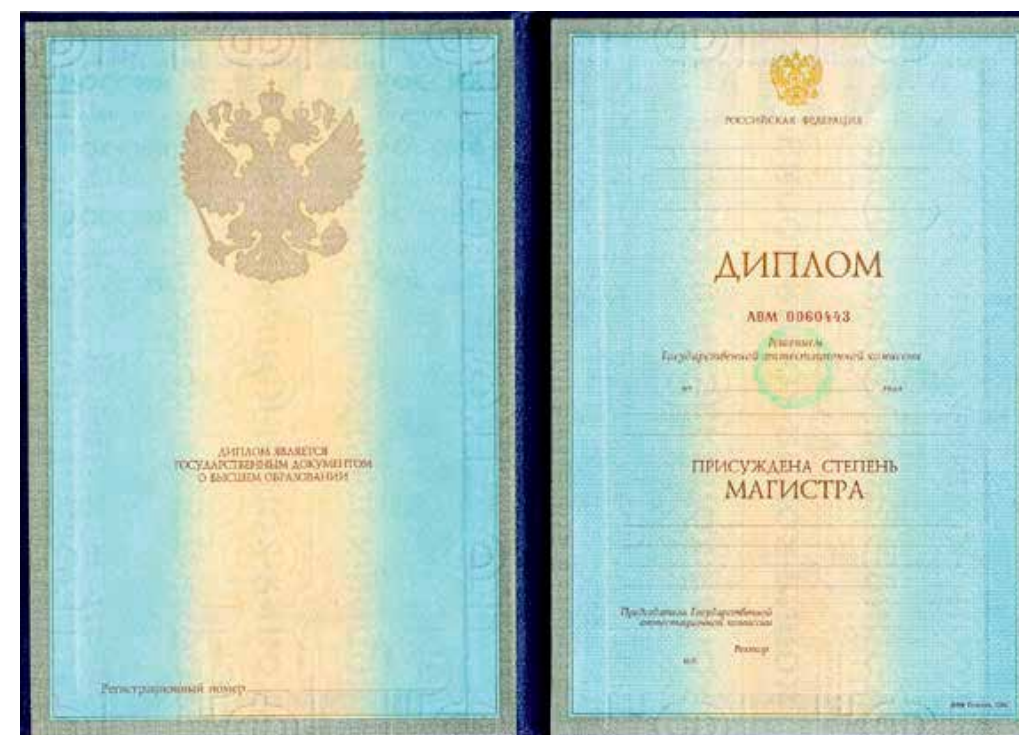 ДИПЛОМ ЯВЛЯЕТСЯ
ГОСУДАРСТВЕННЫМ ДОКУМЕНТОМ
О ВЫСШЕМ ОБРАЗОВАНИИ
Регистрационный номер
РОССИЙСКАЯ ФЕДЕРАЦИЯ
ДИПЛОМ
АВМ 0060443
Решением
Государственной аттестационной комиссии
от года
ПРИСУЖДЕНА СТЕПЕНЬ
МАГИСТРА
Председатель Государственной
аттестационной комиссии
Ректор
М.П.